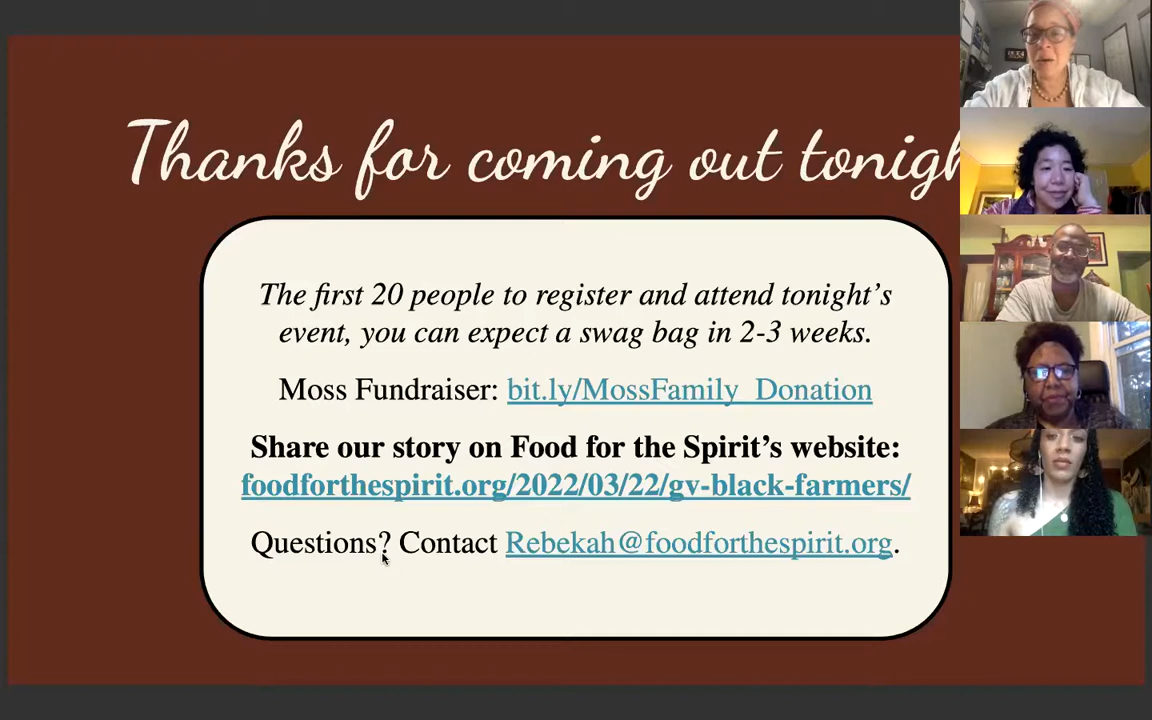 Thanks for coming out tonigh
The first 20 people to register and attend tonight’s
event, you can expect a swag bag in 2-3 weeks.
Moss Fundraiser: bit.ly/MossFamily_Donation
Share our story on Food for the Spirit’s website:
foodforthespirit.org/2022/03/22/gv-black-farmers/
Questions? Contact Rebekah@foodforthespirit.org.